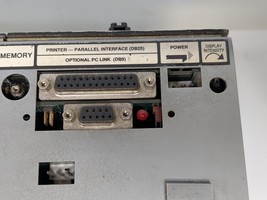 MEMORY
PRINTER — PARALLEL INTERFACE (DB25)
OPTIONAL PC LINK (DB9)
POWER
DISPLAY
INTENSITY